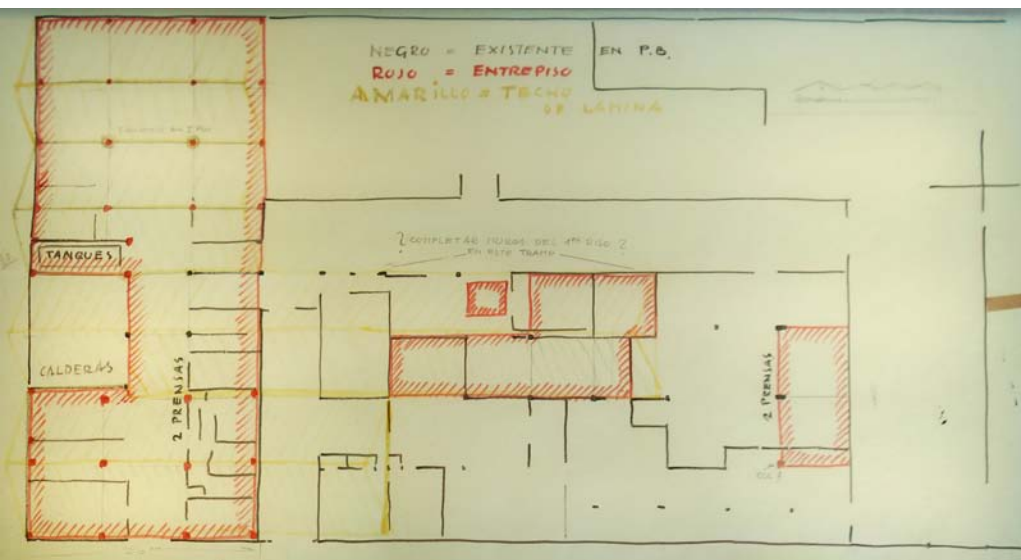 NEGRO = EXISTENTE EN P.B.
ROJO = ENTREPISO
AMARILLO = TECHO
DE LAMINA
? COMPLETAR MUROS DEL 1er PISO ?
EN ESTE TRAMO
TANQUES
CALDERAS
2 PRENSAS
2 PRENSAS